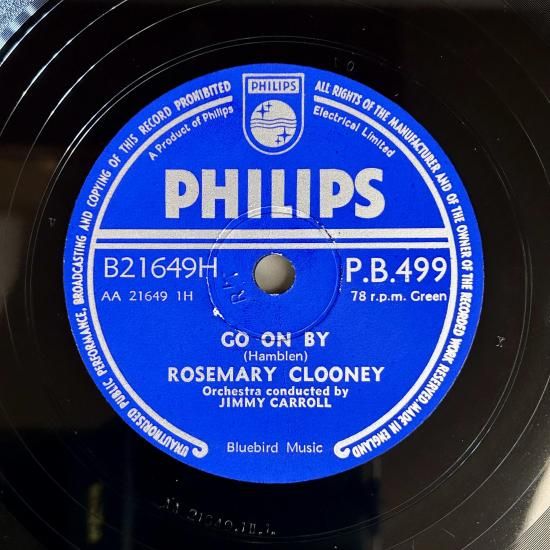 UNAUTHORISED PUBLIC PERFORMANCE, BROADCASTING AND COPYING OF THIS RECORD PROHIBITED
ALL RIGHTS OF THE MANUFACTURER AND OF THE OWNER OF THE RECORDED WORK RESERVED. MADE IN ENGLAND
A Product of Philips
Electrical Limited
PHILIPS
PHILIPS
B21649H
P.B.499
AA 21649 1H
78 r.p.m. Green
GO ON BY
(Hamblen)
ROSEMARY CLOONEY
Orchestra conducted by
JIMMY CARROLL
Bluebird Music